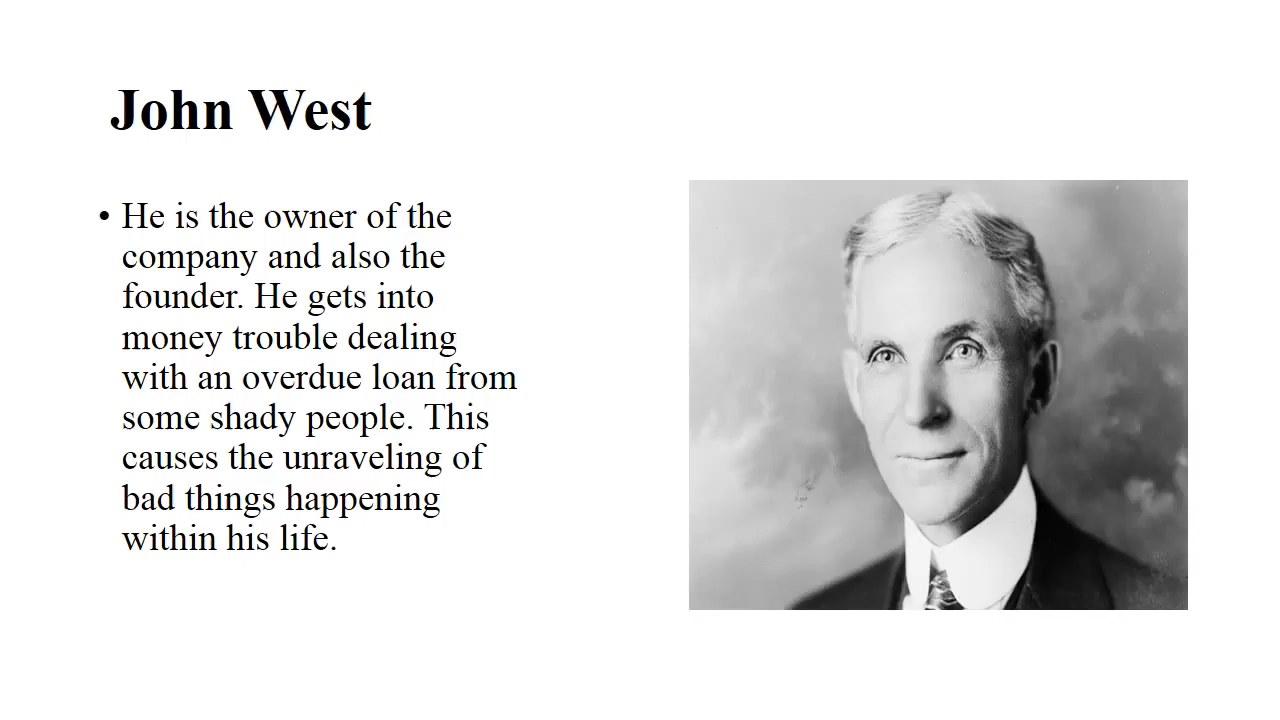 John West
• He is the owner of the
company and also the
founder. He gets into
money trouble dealing
with an overdue loan from
some shady people. This
causes the unraveling of
bad things happening
within his life.